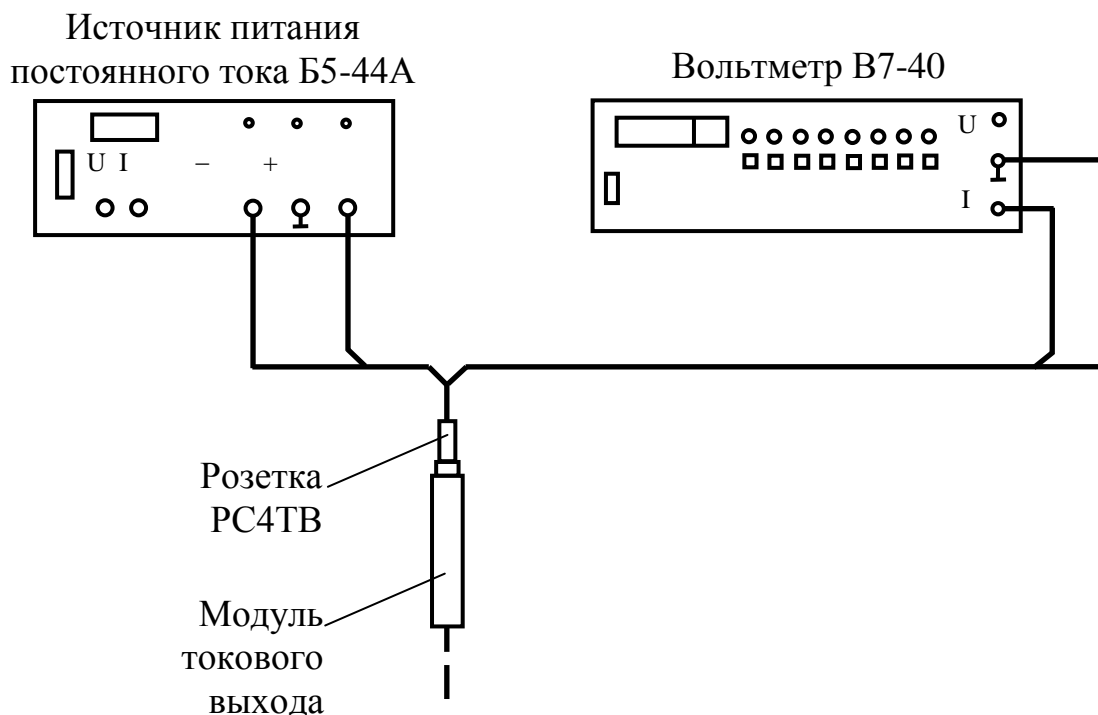 Источник питания
постоянного тока Б5-44А
Вольтметр В7-40
U I − +
U
I
Розетка
РС4ТВ
Модуль
токового
выхода